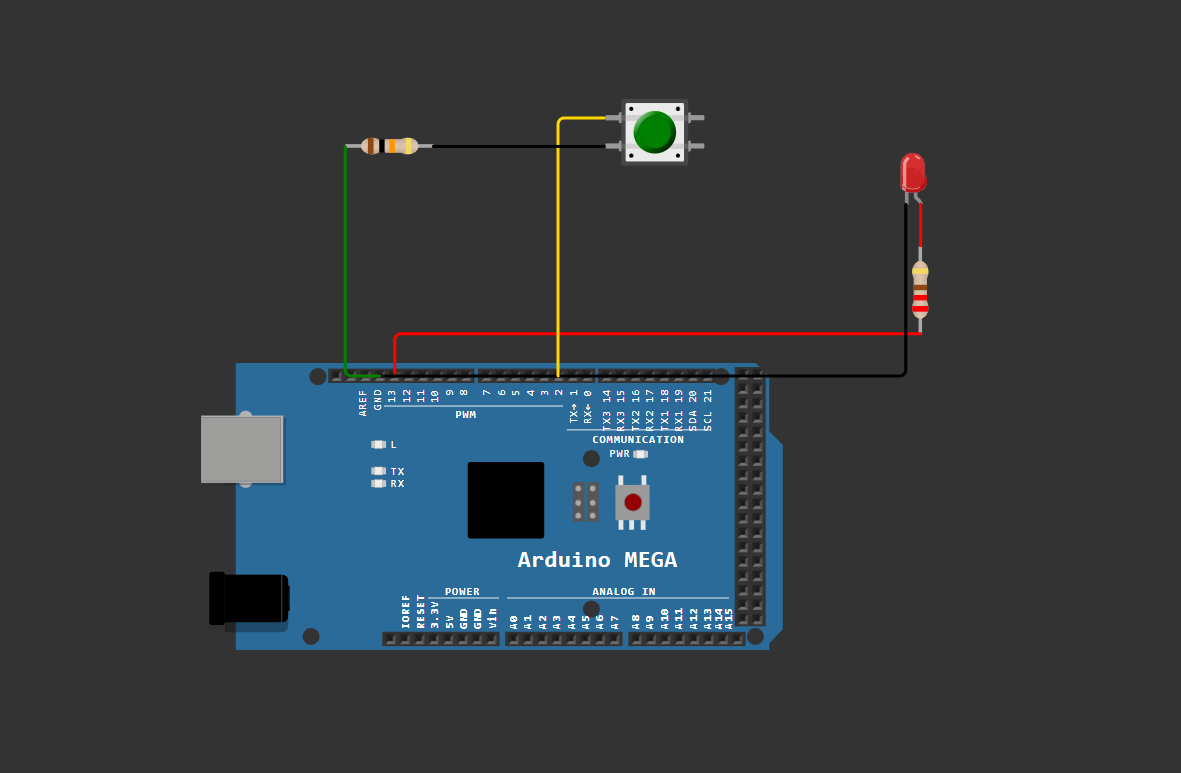 AREF
GND
13
12
11
10
9
8
7
6
5
4
3
2
TX→ 1
RX← 0
TX3 14
RX3 15
TX2 16
RX2 17
TX1 18
RX1 19
SDA 20
SCL 21
PWM
COMMUNICATION
L
PWR
TX
RX
Arduino MEGA
POWER
ANALOG IN
IOREF
RESET
3.3V
5V
GND
GND
Vin
A0
A1
A2
A3
A4
A5
A6
A7
A8
A9
A10
A11
A12
A13
A14
A15